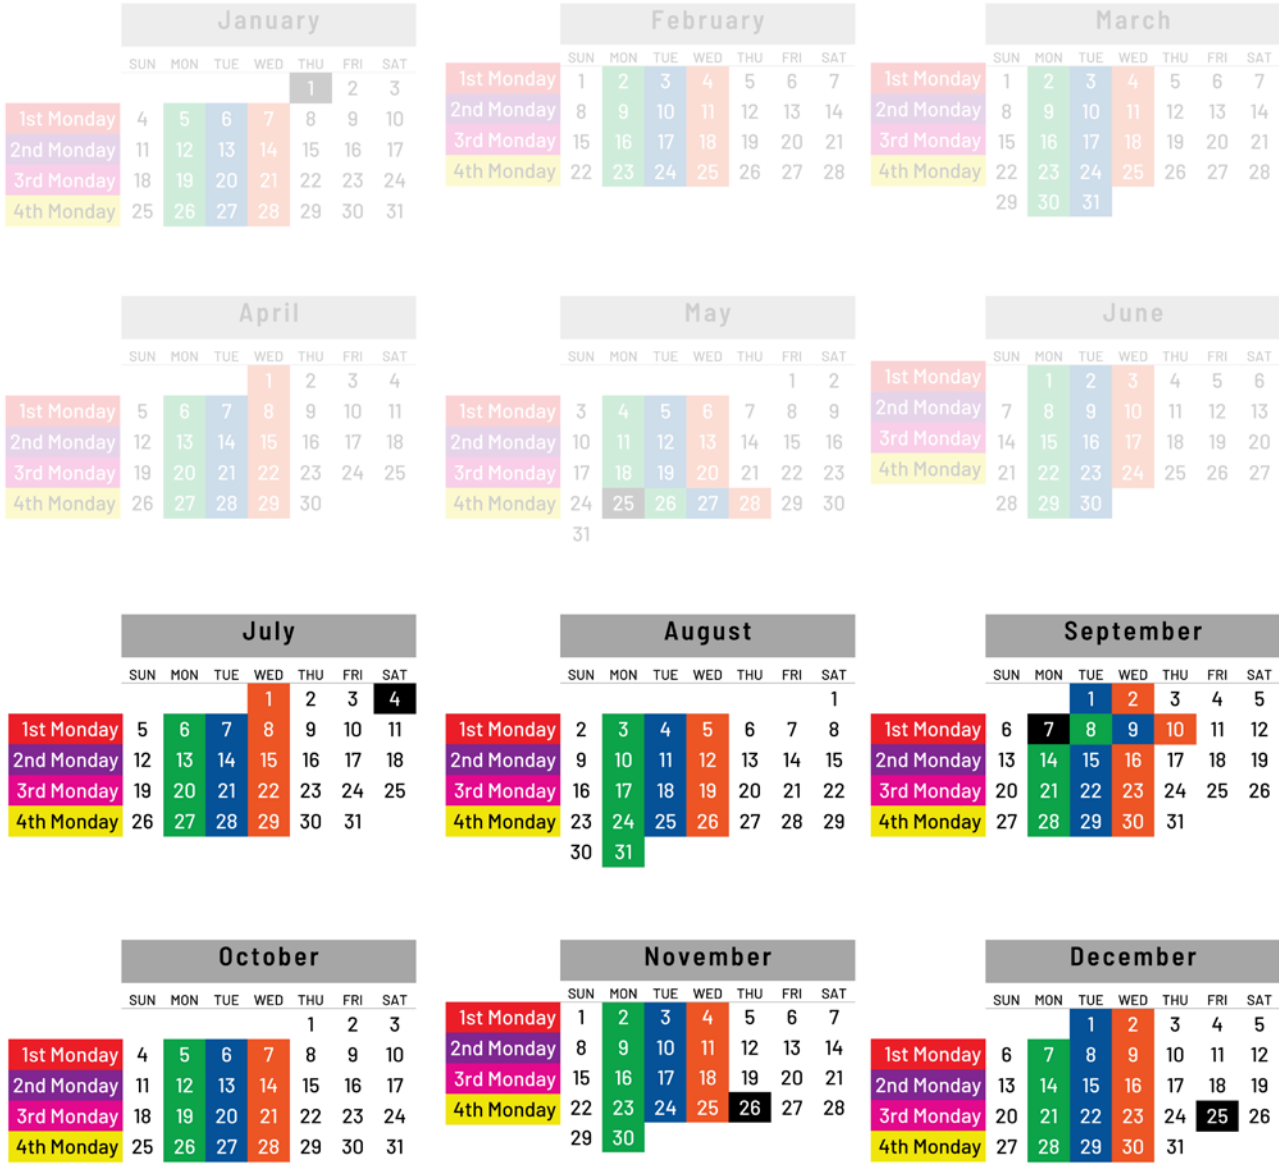 January February March
SUN MON TUE WED THU FRI SAT SUN MON TUE WED THU FRI SAT SUN MON TUE WED THU FRI SAT
1 2 3 1st Monday 1 2 3 4 5 6 7 1st Monday 1 2 3 4 5 6 7
1st Monday 4 5 6 7 8 9 10 2nd Monday 8 9 10 11 12 13 14 2nd Monday 8 9 10 11 12 13 14
2nd Monday 11 12 13 14 15 16 17 3rd Monday 15 16 17 18 19 20 21 3rd Monday 15 16 17 18 19 20 21
3rd Monday 18 19 20 21 22 23 24 4th Monday 22 23 24 25 26 27 28 4th Monday 22 23 24 25 26 27 28
4th Monday 25 26 27 28 29 30 31 29 30 31
April May June
SUN MON TUE WED THU FRI SAT SUN MON TUE WED THU FRI SAT SUN MON TUE WED THU FRI SAT
1 2 3 4 1 2 1st Monday 1 2 3 4 5 6
1st Monday 5 6 7 8 9 10 11 1st Monday 3 4 5 6 7 8 9 2nd Monday 7 8 9 10 11 12 13
2nd Monday 12 13 14 15 16 17 18 2nd Monday 10 11 12 13 14 15 16 3rd Monday 14 15 16 17 18 19 20
3rd Monday 19 20 21 22 23 24 25 3rd Monday 17 18 19 20 21 22 23 4th Monday 21 22 23 24 25 26 27
4th Monday 26 27 28 29 30 4th Monday 24 25 26 27 28 29 30 28 29 30
31
July August September
SUN MON TUE WED THU FRI SAT SUN MON TUE WED THU FRI SAT SUN MON TUE WED THU FRI SAT
1 2 3 4 1 1 2 3 4 5
1st Monday 5 6 7 8 9 10 11 1st Monday 2 3 4 5 6 7 8 1st Monday 6 7 8 9 10 11 12
2nd Monday 12 13 14 15 16 17 18 2nd Monday 9 10 11 12 13 14 15 2nd Monday 13 14 15 16 17 18 19
3rd Monday 19 20 21 22 23 24 25 3rd Monday 16 17 18 19 20 21 22 3rd Monday 20 21 22 23 24 25 26
4th Monday 26 27 28 29 30 31 4th Monday 23 24 25 26 27 28 29 4th Monday 27 28 29 30 31
30 31
October November December
SUN MON TUE WED THU FRI SAT SUN MON TUE WED THU FRI SAT SUN MON TUE WED THU FRI SAT
1 2 3 1st Monday 1 2 3 4 5 6 7 1 2 3 4 5
1st Monday 4 5 6 7 8 9 10 2nd Monday 8 9 10 11 12 13 14 1st Monday 6 7 8 9 10 11 12
2nd Monday 11 12 13 14 15 16 17 3rd Monday 15 16 17 18 19 20 21 2nd Monday 13 14 15 16 17 18 19
3rd Monday 18 19 20 21 22 23 24 4th Monday 22 23 24 25 26 27 28 3rd Monday 20 21 22 23 24 25 26
4th Monday 25 26 27 28 29 30 31 29 30 4th Monday 27 28 29 30 31